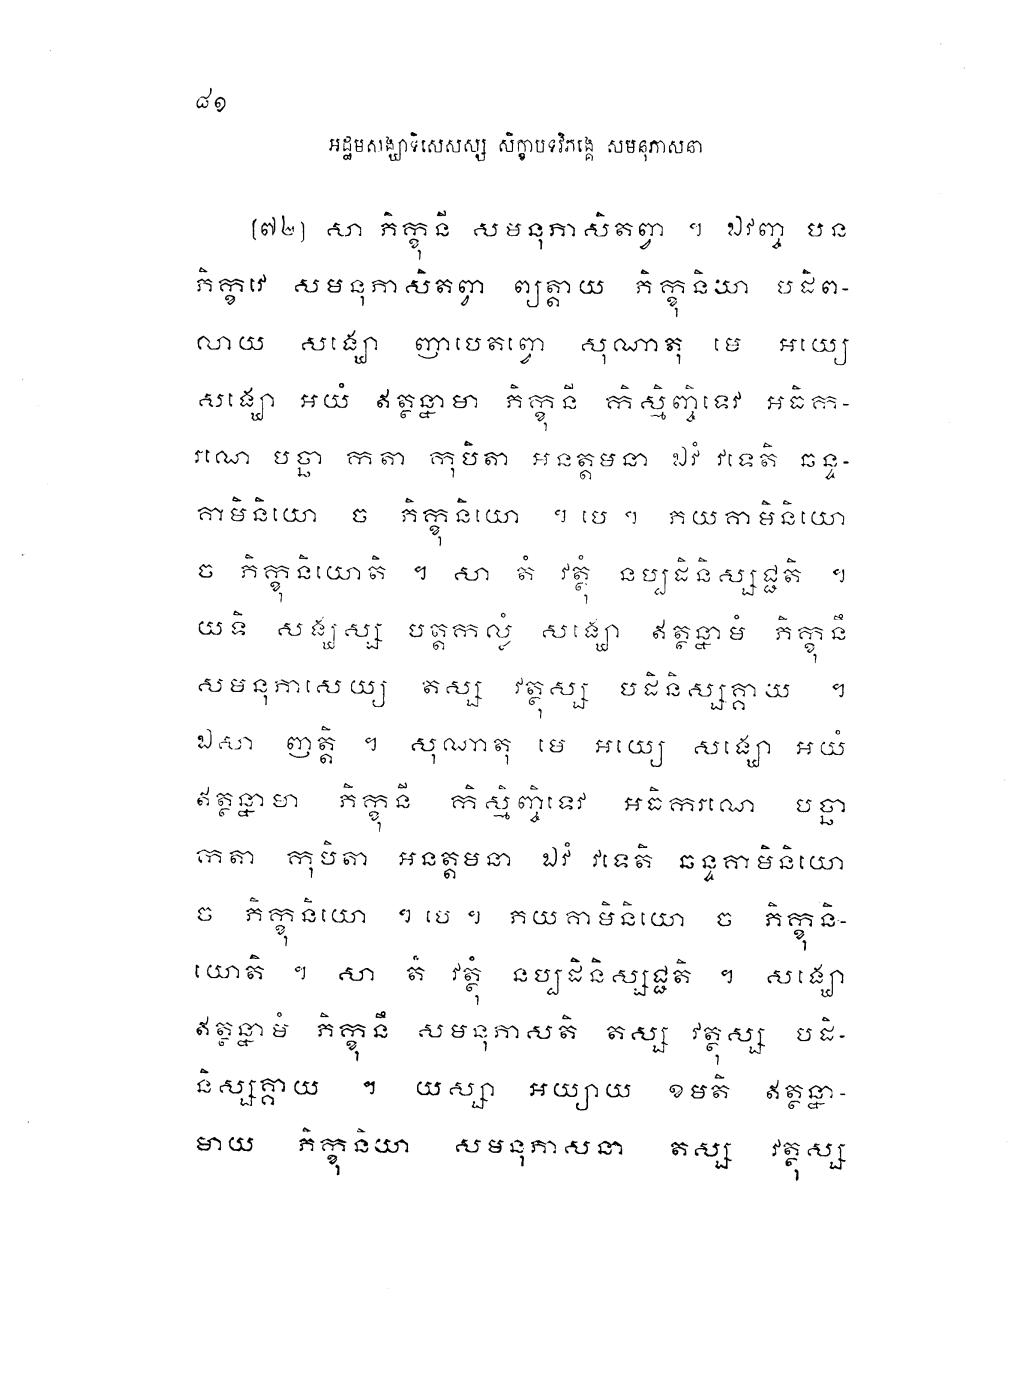 ៨១
អដ្ឋមសង្ឃាទិសេសស្ស សិក្ខាបទវិភង្គេ សមនុភាសនា
(៧២) សា ភិក្ខុនី សមនុភាសិតព្វា ។ ឯវញ្ច បន
ភិក្ខវេ សមនុភាសិតព្វា ព្យត្តាយ ភិក្ខុនិយា បដិព-
លាយ សង្ឃោ ញាបេតព្វោ សុណាតុ មេ អយ្យេ
សង្ឃោ អយំ ឥត្ថន្នាមា ភិក្ខុនី កិស្មិញ្ចិទេវ អធិក-
រណេ បច្ចា កតា កុបិតា អនត្តមនា ឯវំ វទេតិ ឆន្ទ-
គាមិនិយោ ច ភិក្ខុនិយោ ។ បេ ។ ភយគាមិនិយោ
ច ភិក្ខុនិយោតិ ។ សា តំ វត្ថុំ នប្បដិនិស្សជ្ជតិ ។
យទិ សង្ឃស្ស បត្តកល្លំ សង្ឃោ ឥត្ថន្នាមំ ភិក្ខុនឹ
សមនុភាសេយ្យ តស្ស វត្ថុស្ស បដិនិស្សគ្គាយ ។
ឯសា ញត្តិ ។ សុណាតុ មេ អយ្យេ សង្ឃោ អយំ
ឥត្ថន្នាមា ភិក្ខុនី កិស្មិញ្ចិទេវ អធិករណេ បច្ចា
កតា កុបិតា អនត្តមនា ឯវំ វទេតិ ឆន្ទគាមិនិយោ
ច ភិក្ខុនិយោ ។ បេ ។ ភយគាមិនិយោ ច ភិក្ខុនិ-
យោតិ ។ សា តំ វត្ថុំ នប្បដិនិស្សជ្ជតិ ។ សង្ឃោ
ឥត្ថន្នាមំ ភិក្ខុនឹ សមនុភាសតិ តស្ស វត្ថុស្ស បដិ-
និស្សគ្គាយ ។ យស្សា អយ្យាយ ខមតិ ឥត្ថន្នា-
មាយ ភិក្ខុនិយា សមនុភាសនា តស្ស វត្ថុស្ស